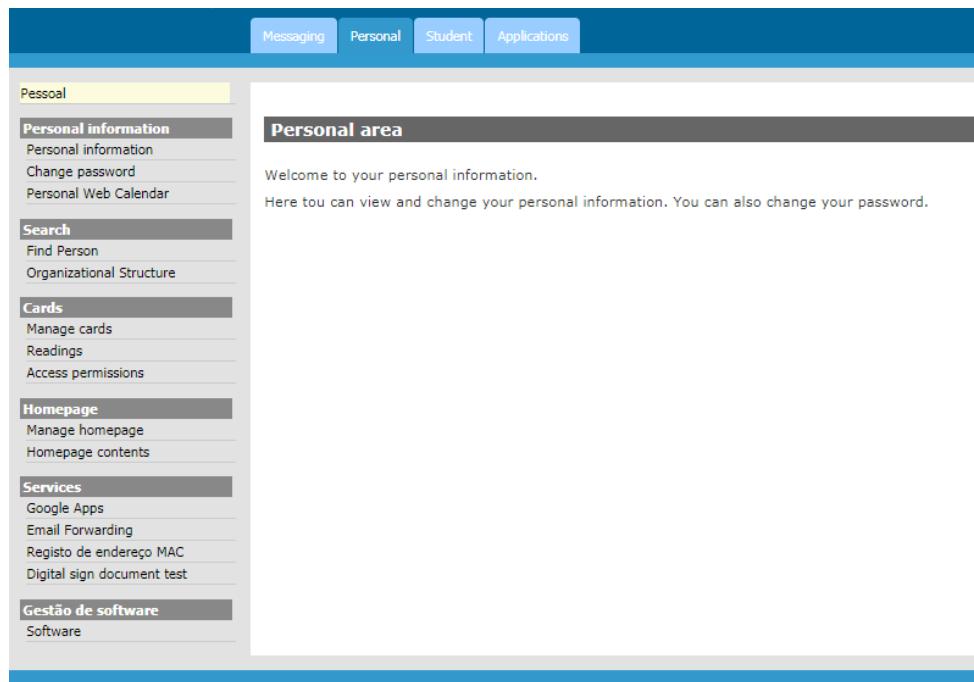 Messaging Personal Student Applications
Pessoal
Personal information
Personal information
Change password
Personal Web Calendar
Search
Find Person
Organizational Structure
Cards
Manage cards
Readings
Access permissions
Homepage
Manage homepage
Homepage contents
Services
Google Apps
Email Forwarding
Registo de endereço MAC
Digital sign document test
Gestão de software
Software
Personal area
Welcome to your personal information.
Here tou can view and change your personal information. You can also change your password.